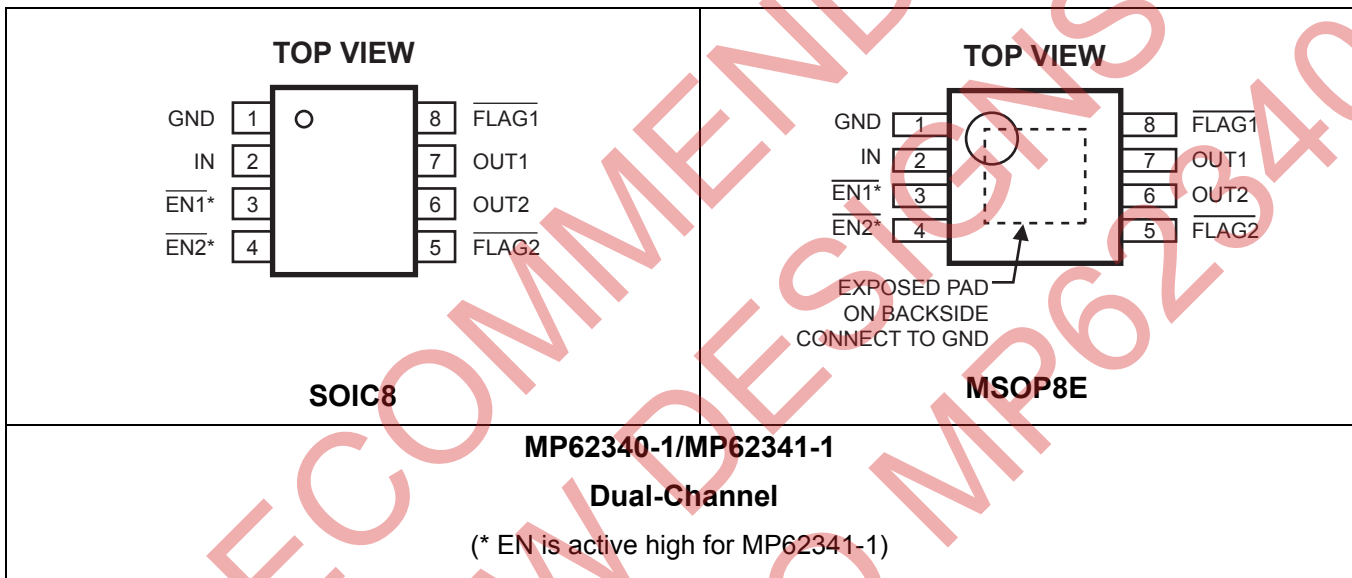 TOP VIEW
GND 1 8 FLAG1
IN 2 7 OUT1
EN1* 3 6 OUT2
EN2* 4 5 FLAG2
SOIC8
TOP VIEW
GND 1 8 FLAG1
IN 2 7 OUT1
EN1* 3 6 OUT2
EN2* 4 5 FLAG2
EXPOSED PAD
ON BACKSIDE
CONNECT TO GND
MSOP8E
MP62340-1/MP62341-1
Dual-Channel
(* EN is active high for MP62341-1)
ECOMMEND
W DESIGNS
O MP62340